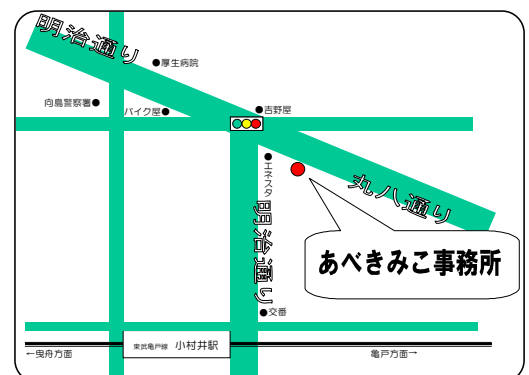 明治通り
●厚生病院
向島警察署●
バイク屋●
●吉野屋
●エネスタ
丸八通り
明治通り
あべきみこ事務所
●交番
東武亀戸線 小村井駅
←曳舟方面
亀戸方面→